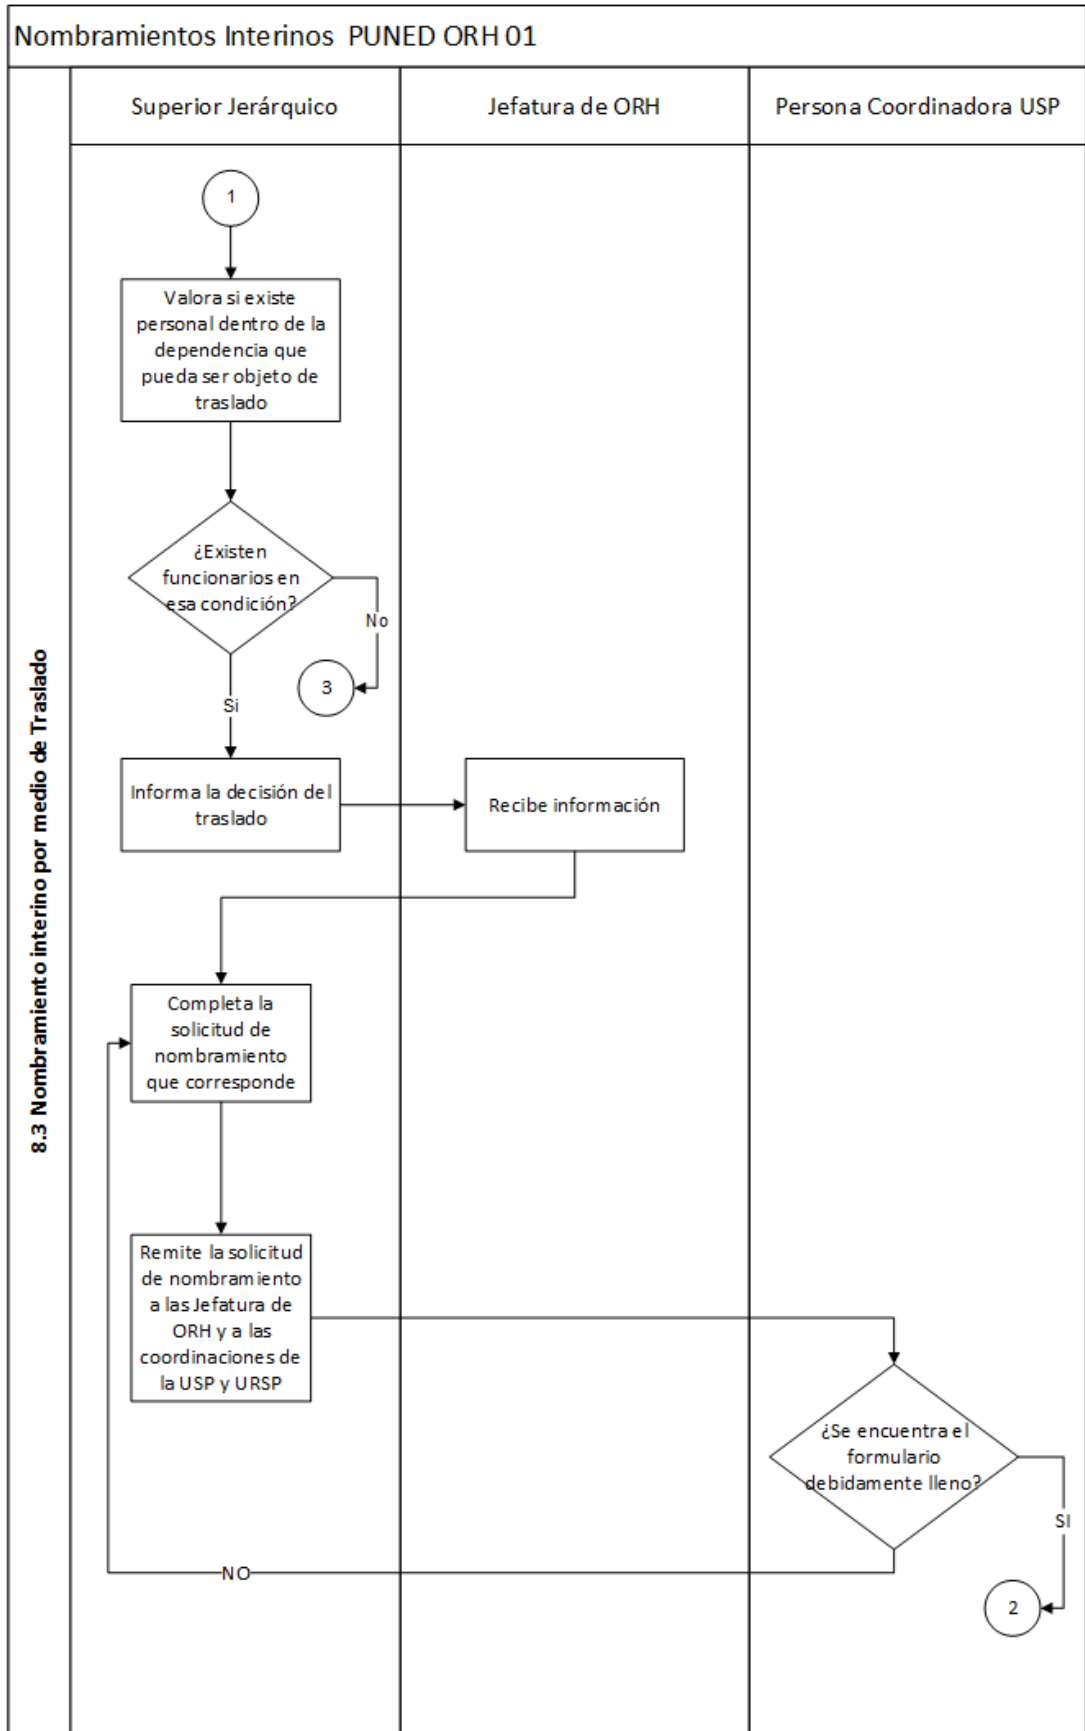 Nombramientos Interinos PUNED ORH 01
Superior Jerárquico
Jefatura de ORH
Persona Coordinadora USP
8.3 Nombramiento interino por medio de Traslado
1
Valora si existe
personal dentro de la
dependencia que
pueda ser objeto de
traslado
¿Existen
funcionarios en
esa condición?
No
3
Si
Informa la decisión del
traslado
Recibe información
Completa la
solicitud de
nombramiento
que corresponde
Remite la solicitud
de nombramiento
a las Jefatura de
ORH y a las
coordinaciones de
la USP y URSP
¿Se encuentra el
formulario
debidamente lleno?
SI
NO
2